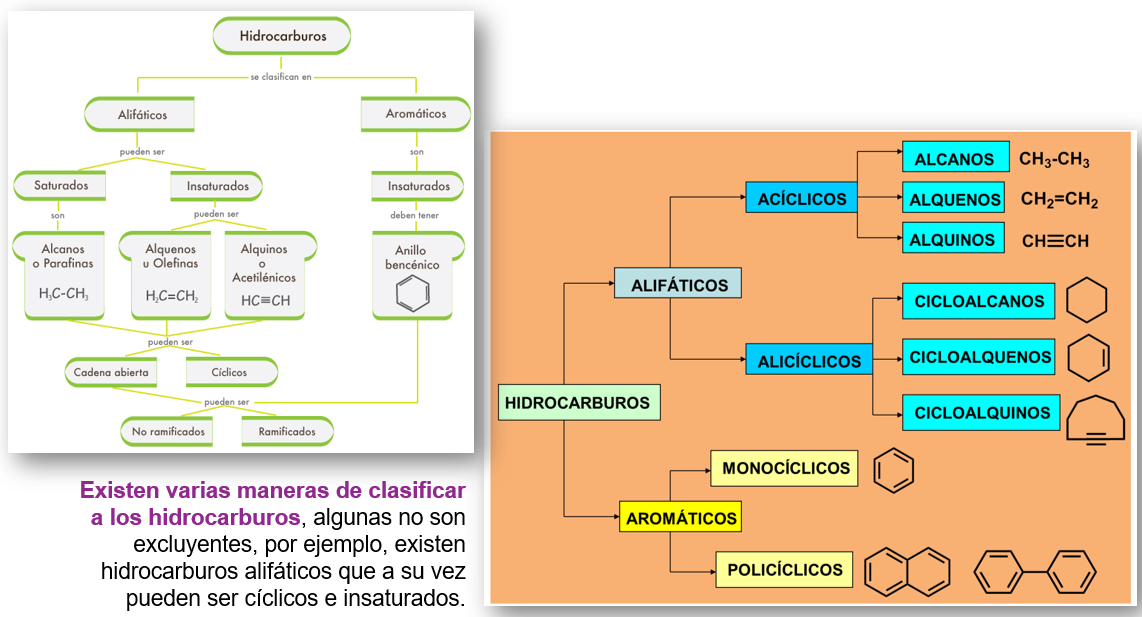 Hidrocarburos
se clasifican en
Alifáticos
Aromáticos
pueden ser
son
Saturados
Insaturados
Insaturados
son
pueden ser
deben tener
Alcanos
o Parafinas
H₃C-CH₃
Alquenos
u Olefinas
H₂C=CH₂
Alquinos
o
Acetilénicos
HC≡CH
Anillo
bencénico
pueden ser
Cadena abierta
Cíclicos
pueden ser
No ramificados
Ramificados
Existen varias maneras de clasificar
a los hidrocarburos, algunas no son
excluyentes, por ejemplo, existen
hidrocarburos alifáticos que a su vez
pueden ser cíclicos e insaturados.
HIDROCARBUROS
ALIFÁTICOS
ACÍCLICOS
ALCANOS CH₃-CH₃
ALQUENOS CH₂=CH₂
ALQUINOS CH≡CH
ALICÍCLICOS
CICLOALCANOS
CICLOALQUENOS
CICLOALQUINOS
AROMÁTICOS
MONOCÍCLICOS
POLICÍCLICOS